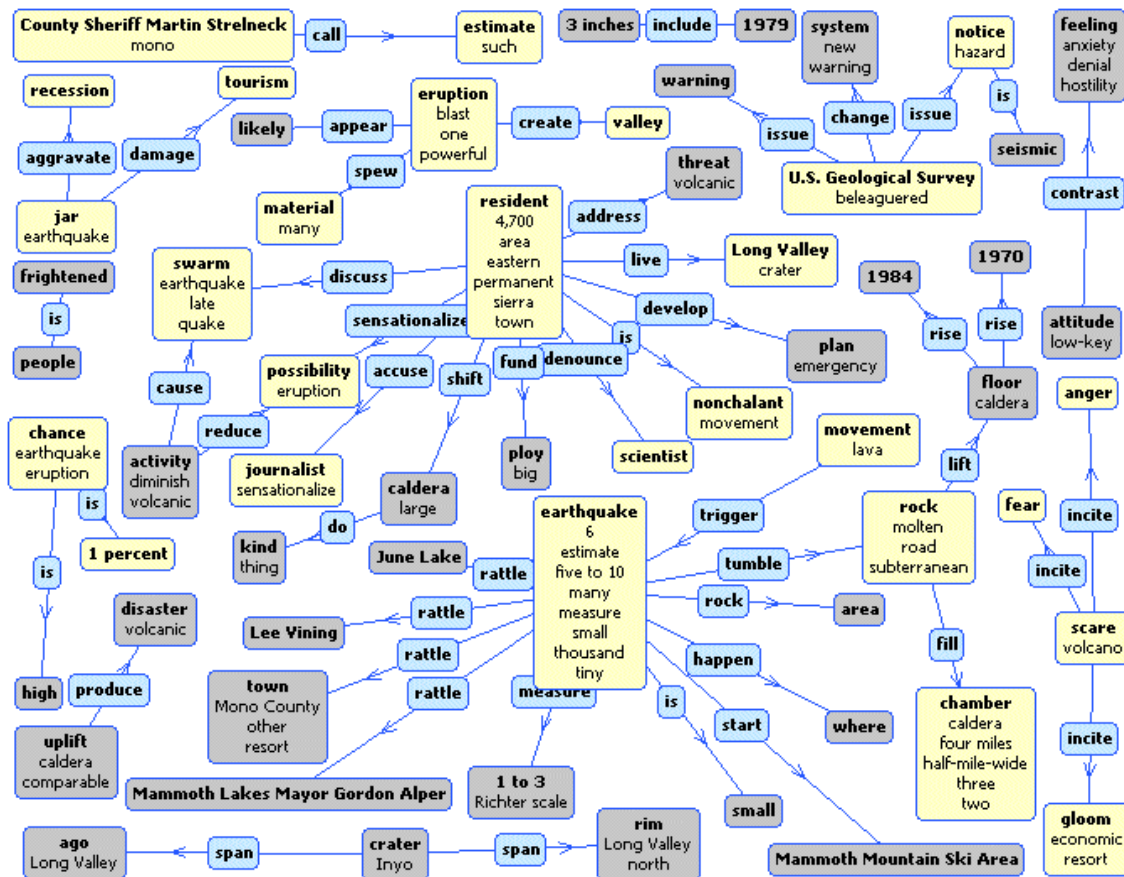 County Sheriff Martin Strelneck
mono
call
estimate
such
3 inches
include
1979
system
new
warning
notice
hazard
feeling
anxiety
denial
hostility
recession
tourism
warning
eruption
blast
one
powerful
likely
appear
create
valley
issue
change
issue
is
seismic
aggravate
damage
spew
threat
volcanic
U.S. Geological Survey
beleaguered
contrast
jar
earthquake
material
many
resident
4,700
area
eastern
permanent
sierra
town
address
frightened
swarm
earthquake
late
quake
discuss
live
Long Valley
crater
1984
1970
is
people
sensationalize
develop
is
rise
rise
attitude
low-key
cause
possibility
eruption
accuse
shift
fund
denounce
plan
emergency
floor
caldera
anger
chance
earthquake
eruption
reduce
nonchalant
movement
movement
lava
activity
diminish
volcanic
journalist
sensationalize
caldera
large
ploy
big
scientist
lift
is
1 percent
do
kind
thing
June Lake
rattle
earthquake
6
estimate
five to 10
many
measure
small
thousand
tiny
trigger
tumble
rock
molten
road
subterranean
fear
incite
incite
is
disaster
volcanic
Lee Vining
rattle
rock
area
scare
volcano
rattle
happen
fill
high
produce
town
Mono County
other
resort
rattle
measure
is
start
where
chamber
caldera
four miles
half-mile-wide
three
two
incite
uplift
caldera
comparable
Mammoth Lakes Mayor Gordon Alper
1 to 3
Richter scale
small
ago
Long Valley
span
crater
Inyo
span
rim
Long Valley
north
Mammoth Mountain Ski Area
gloom
economic
resort